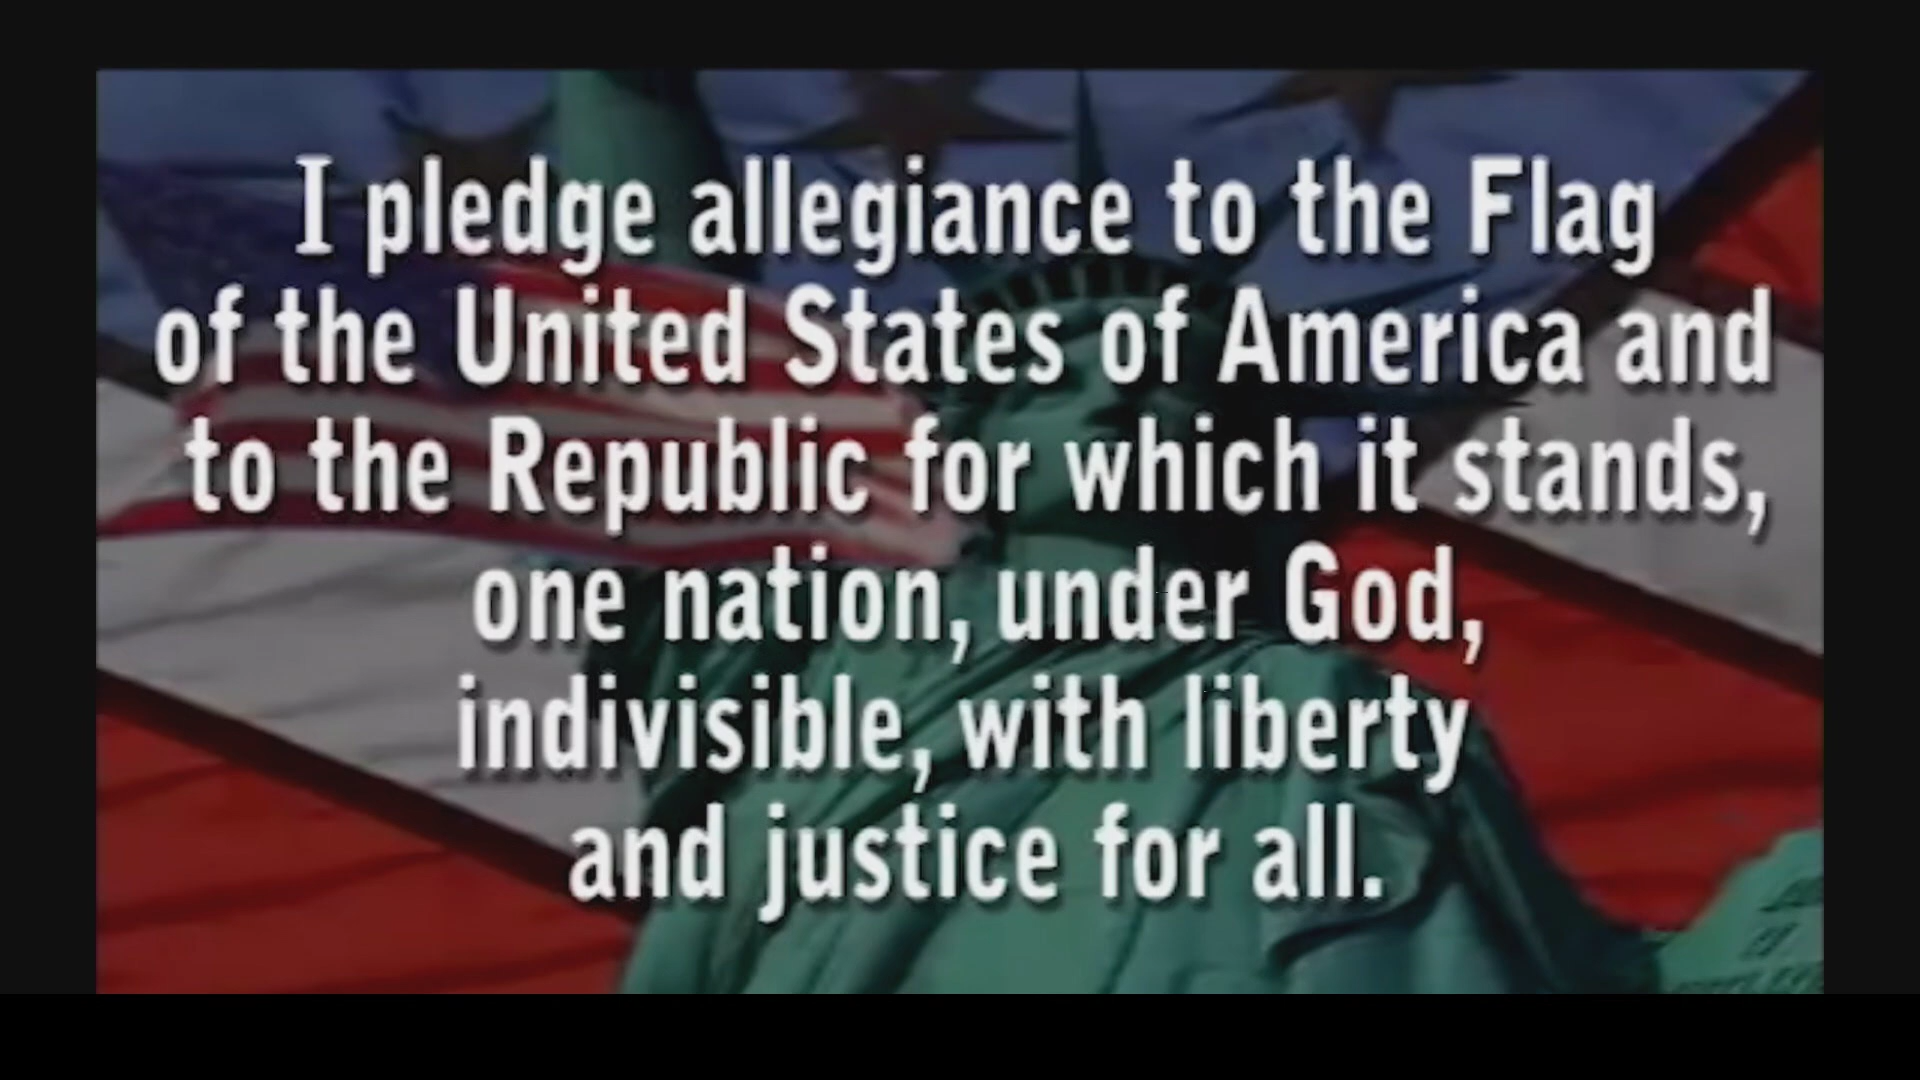 I pledge allegiance to the Flag
of the United States of America and
to the Republic for which it stands,
one nation, under God,
indivisible, with liberty
and justice for all.